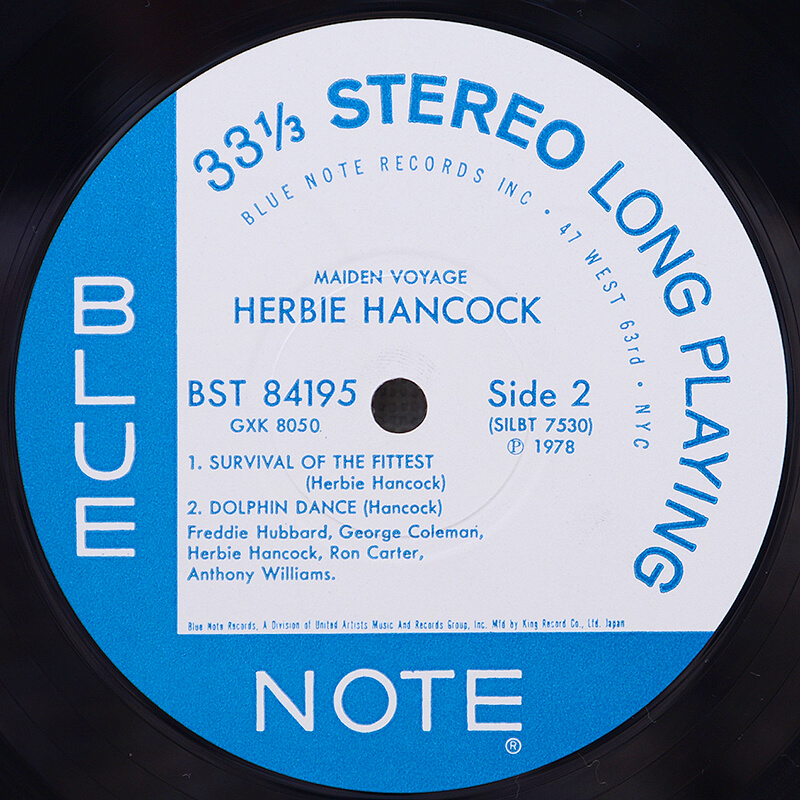 33⅓ STEREO LONG PLAYING
BLUE NOTE RECORDS INC • 47 WEST 63rd • NYC
MAIDEN VOYAGE
HERBIE HANCOCK
BST 84195
GXK 8050
Side 2
(SILBT 7530)
℗ 1978
1. SURVIVAL OF THE FITTEST
(Herbie Hancock)
2. DOLPHIN DANCE (Hancock)
Freddie Hubbard, George Coleman,
Herbie Hancock, Ron Carter,
Anthony Williams.
Blue Note Records, A Division of United Artists Music And Records Group, Inc. Mfd by King Record Co., Ltd. Japan
BLUE
NOTE
®